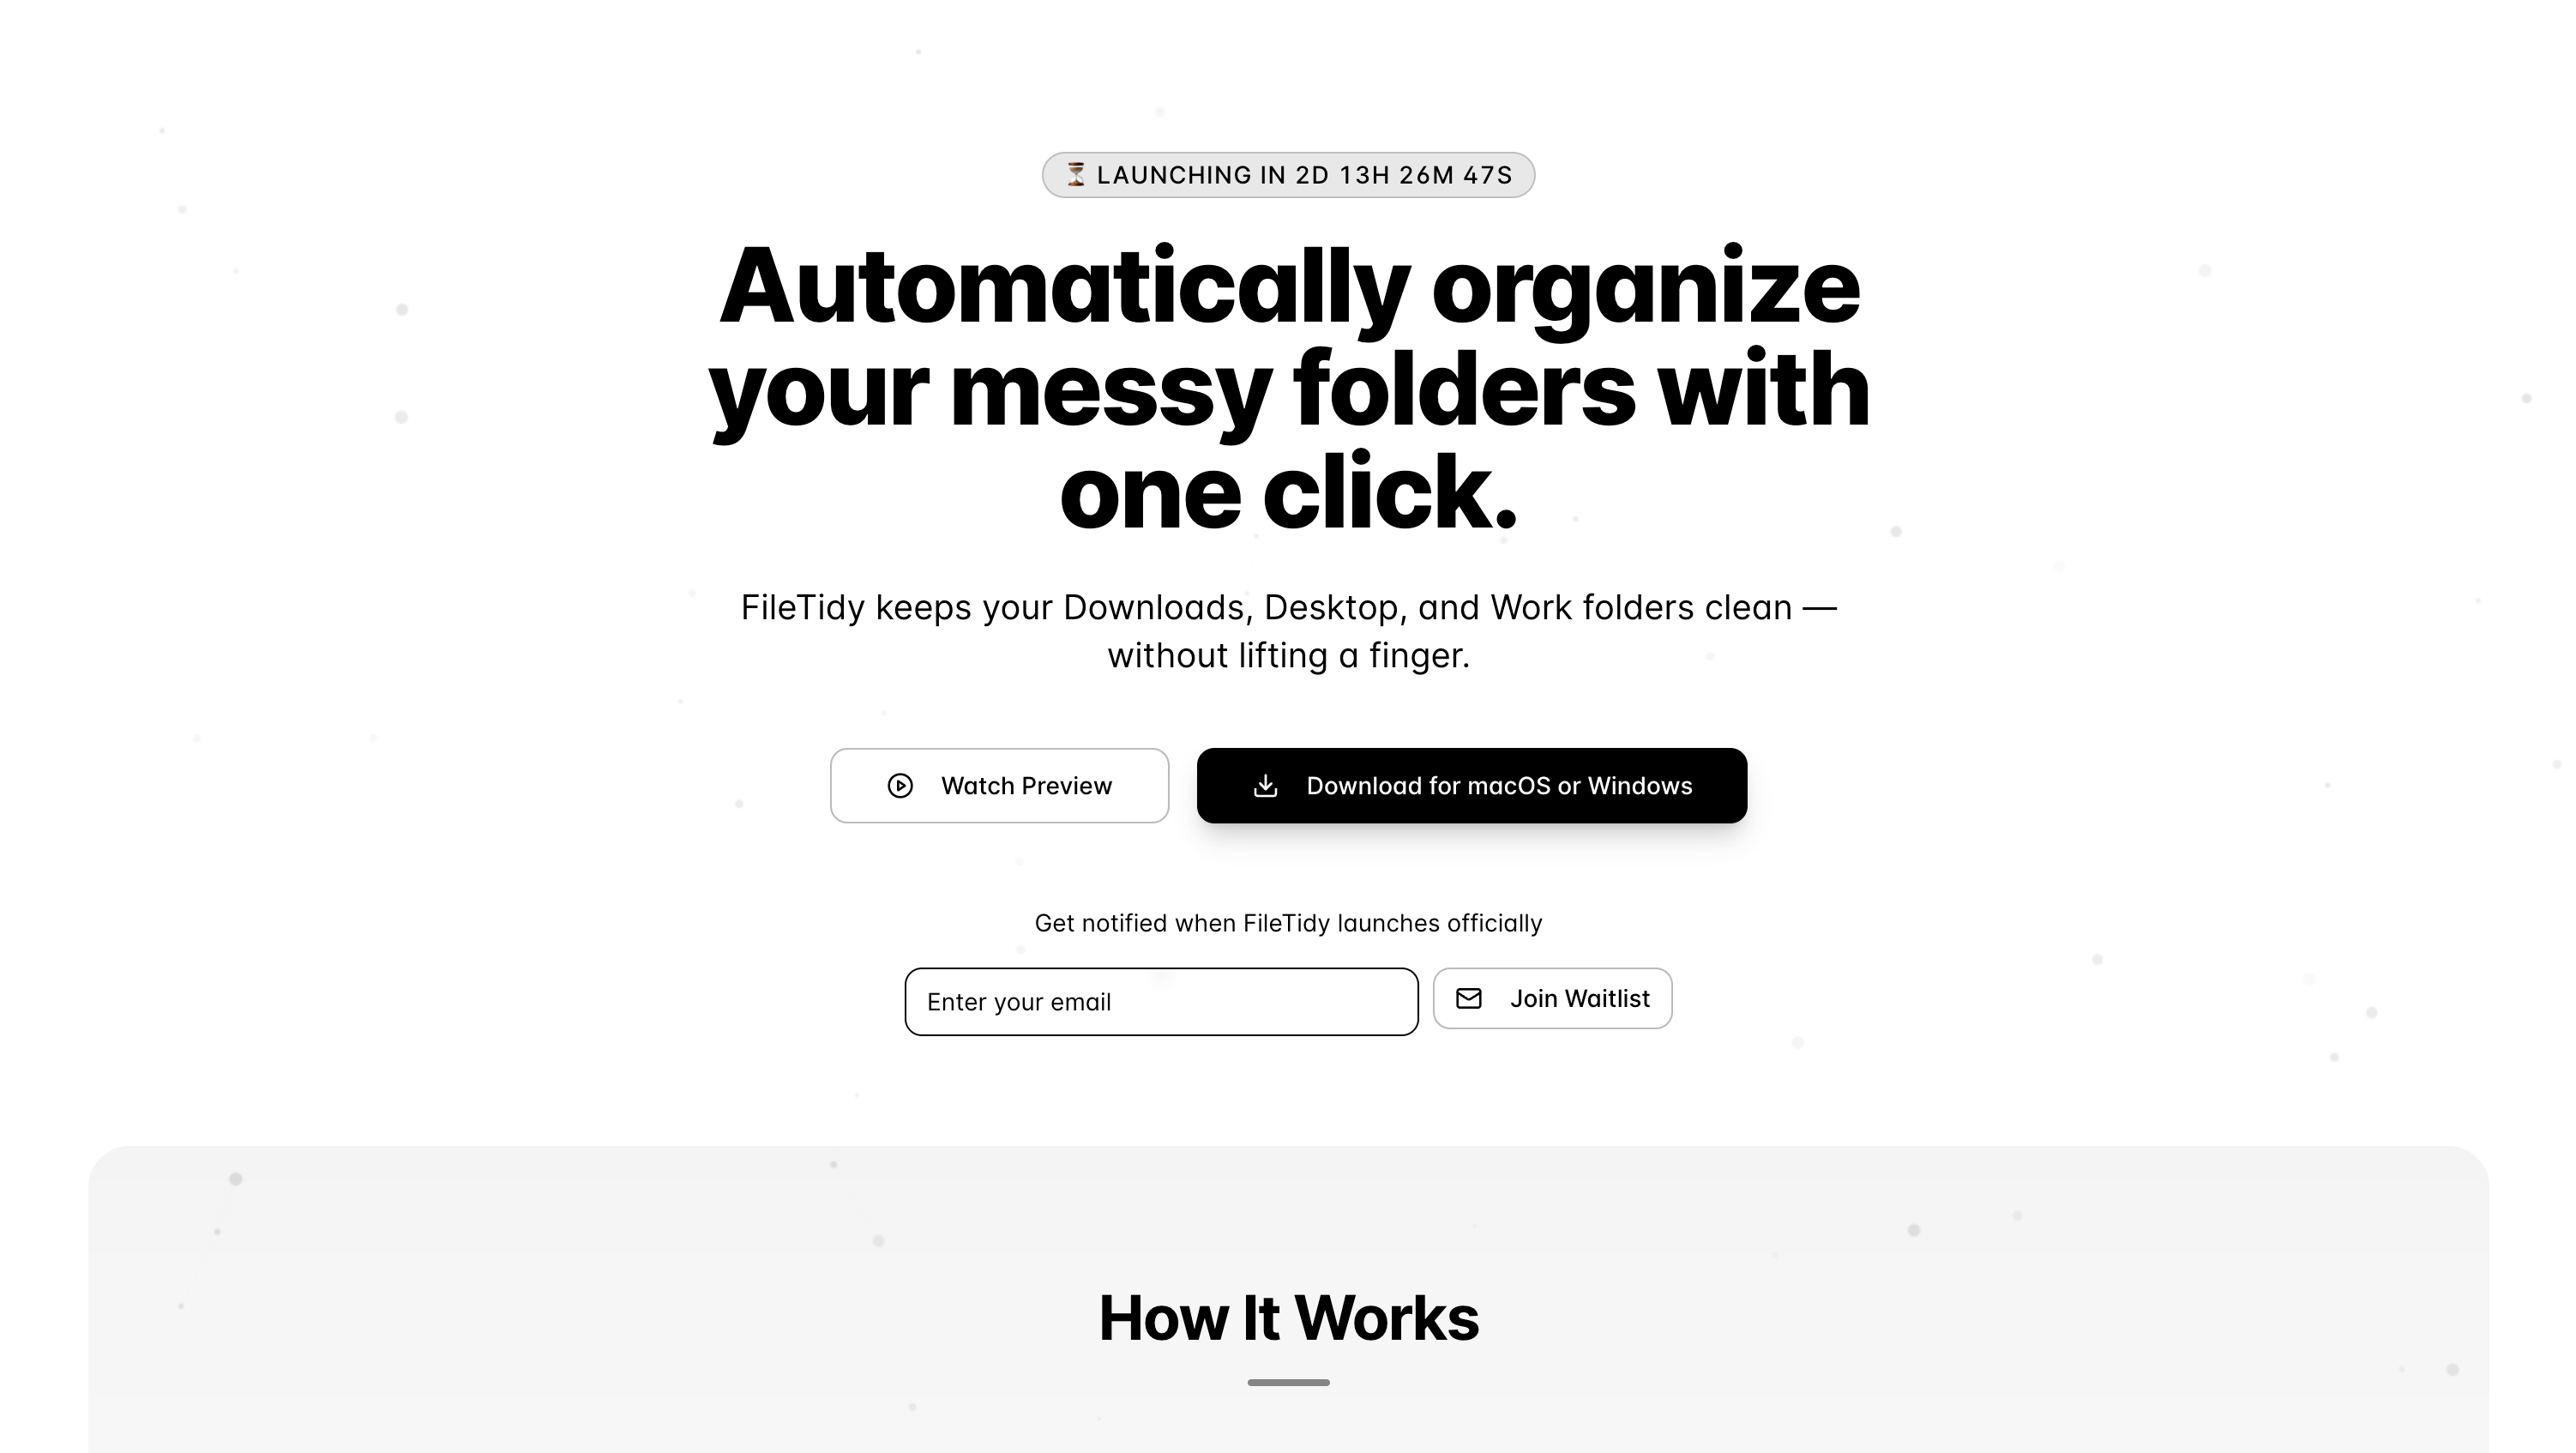 ⏳ LAUNCHING IN 2D 13H 26M 47S
Automatically organize
your messy folders with
one click.
FileTidy keeps your Downloads, Desktop, and Work folders clean —
without lifting a finger.
Watch Preview
Download for macOS or Windows
Get notified when FileTidy launches officially
Enter your email
Join Waitlist
How It Works